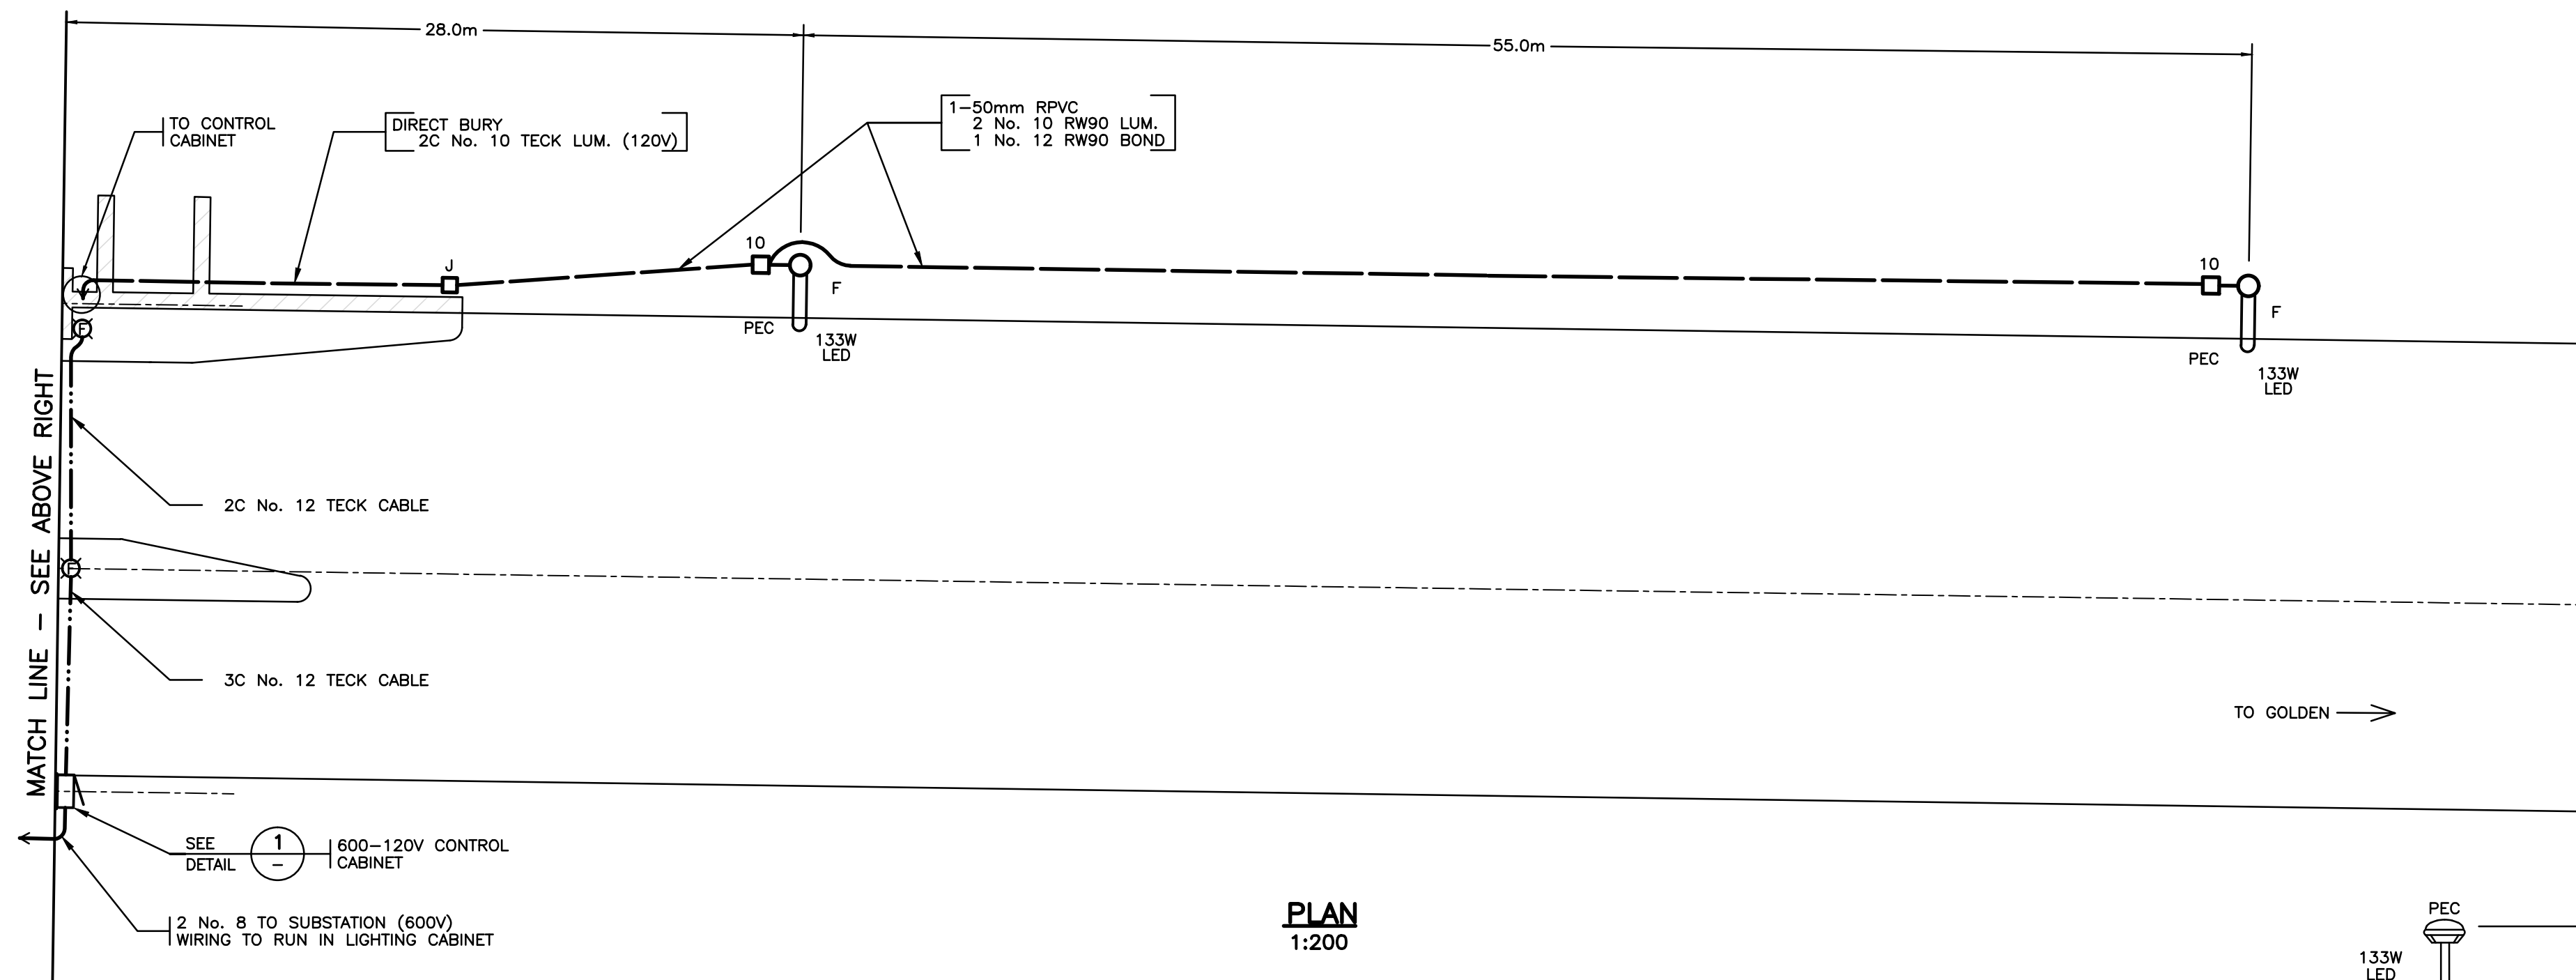 28.0m
55.0m
TO CONTROL
CABINET
DIRECT BURY
2C No. 10 TECK LUM. (120V)
1-50mm RPVC
2 No. 10 RW90 LUM.
1 No. 12 RW90 BOND
J
10
F
PEC
133W
LED
10
F
PEC
133W
LED
F
MATCH LINE - SEE ABOVE RIGHT
2C No. 12 TECK CABLE
F
3C No. 12 TECK CABLE
TO GOLDEN
SEE
DETAIL
1
-
600-120V CONTROL
CABINET
2 No. 8 TO SUBSTATION (600V)
WIRING TO RUN IN LIGHTING CABINET
PLAN
1:200
PEC
133W
LED